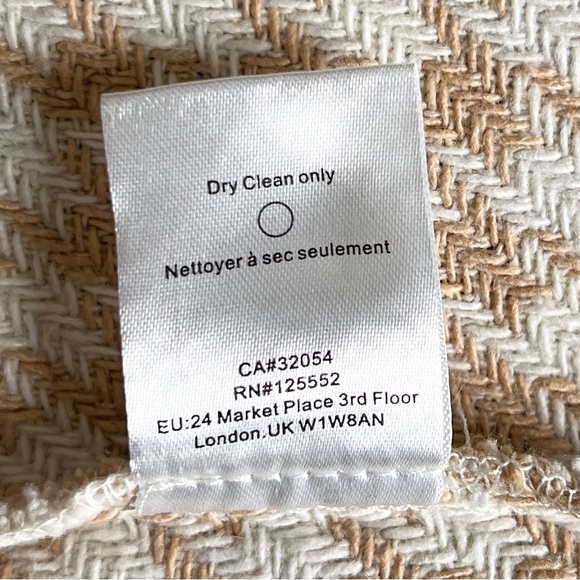 Dry Clean only
Nettoyer à sec seulement
CA#32054
RN#125552
EU:24 Market Place 3rd Floor
London.UK W1W8AN